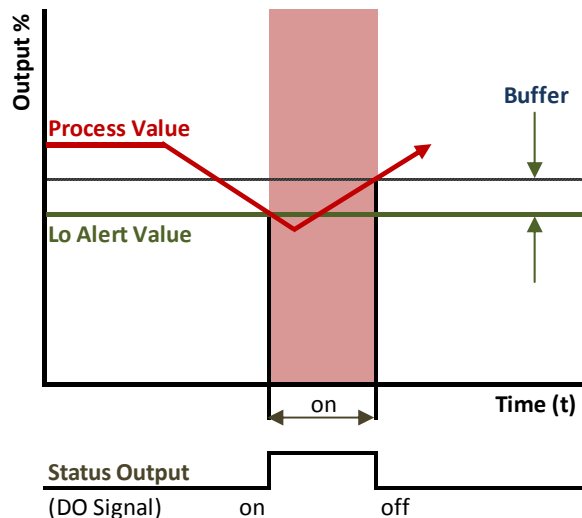 Output %
Buffer
Process Value
Lo Alert Value
on
Time (t)
Status Output
(DO Signal) on off